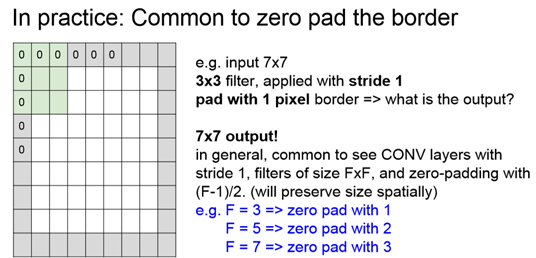 In practice: Common to zero pad the border
0 0 0 0 0 0
0
0
0
0
e.g. input 7x7
3x3 filter, applied with stride 1
pad with 1 pixel border => what is the output?
7x7 output!
in general, common to see CONV layers with
stride 1, filters of size FxF, and zero-padding with
(F-1)/2. (will preserve size spatially)
e.g. F = 3 => zero pad with 1
F = 5 => zero pad with 2
F = 7 => zero pad with 3